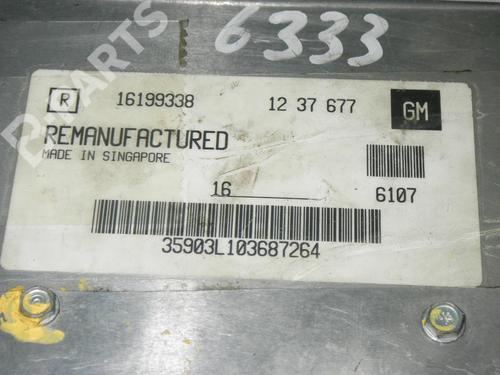 6333
B-PARTS
R 16199338 12 37 677 GM
REMANUFACTURED
MADE IN SINGAPORE
16 6107
35903L103687264